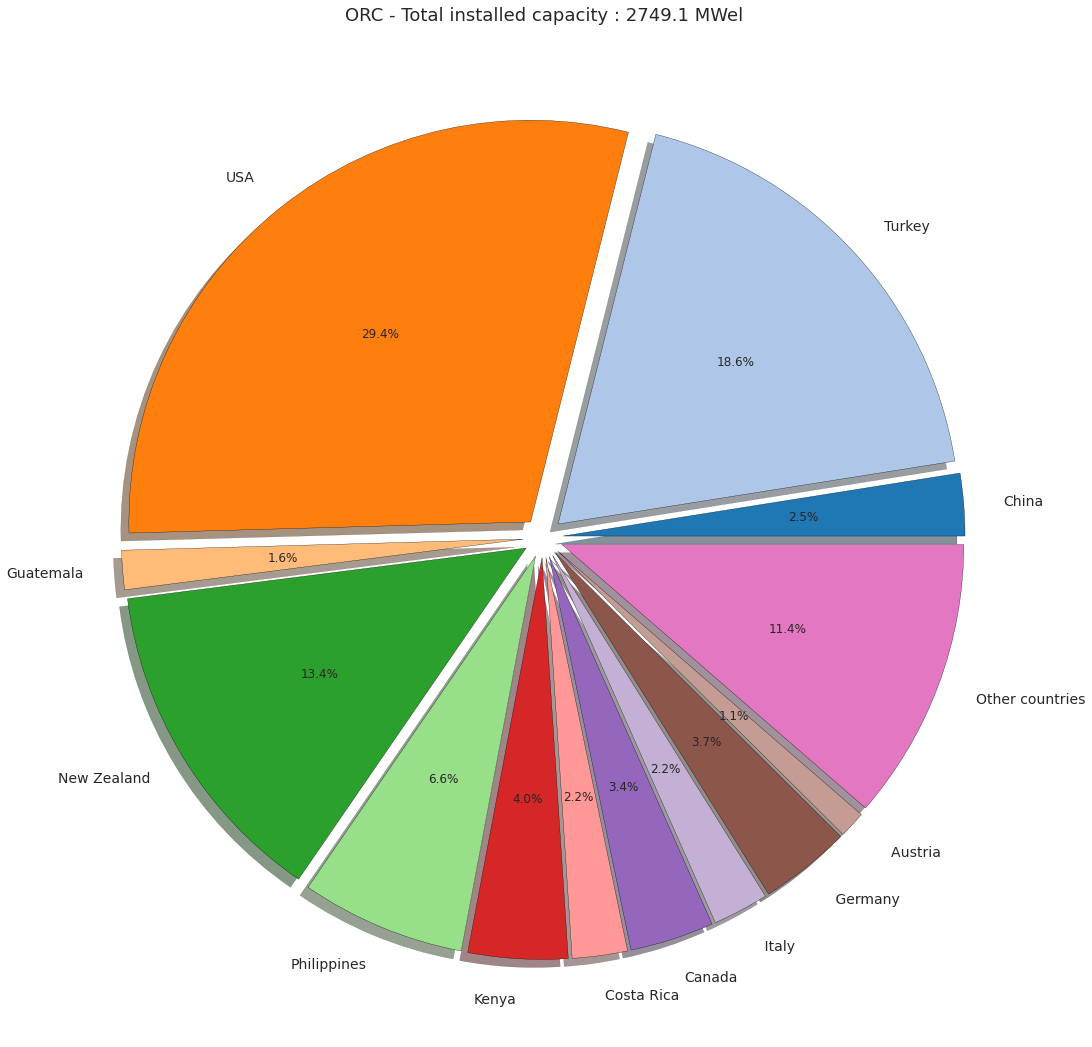 ORC - Total installed capacity : 2749.1 MWel
USA
Turkey
29.4%
18.6%
China
2.5%
Guatemala
1.6%
13.4%
11.4%
Other countries
New Zealand
6.6%
4.0%
2.2%
3.4%
2.2%
3.7%
1.1%
Austria
Germany
Italy
Canada
Costa Rica
Kenya
Philippines